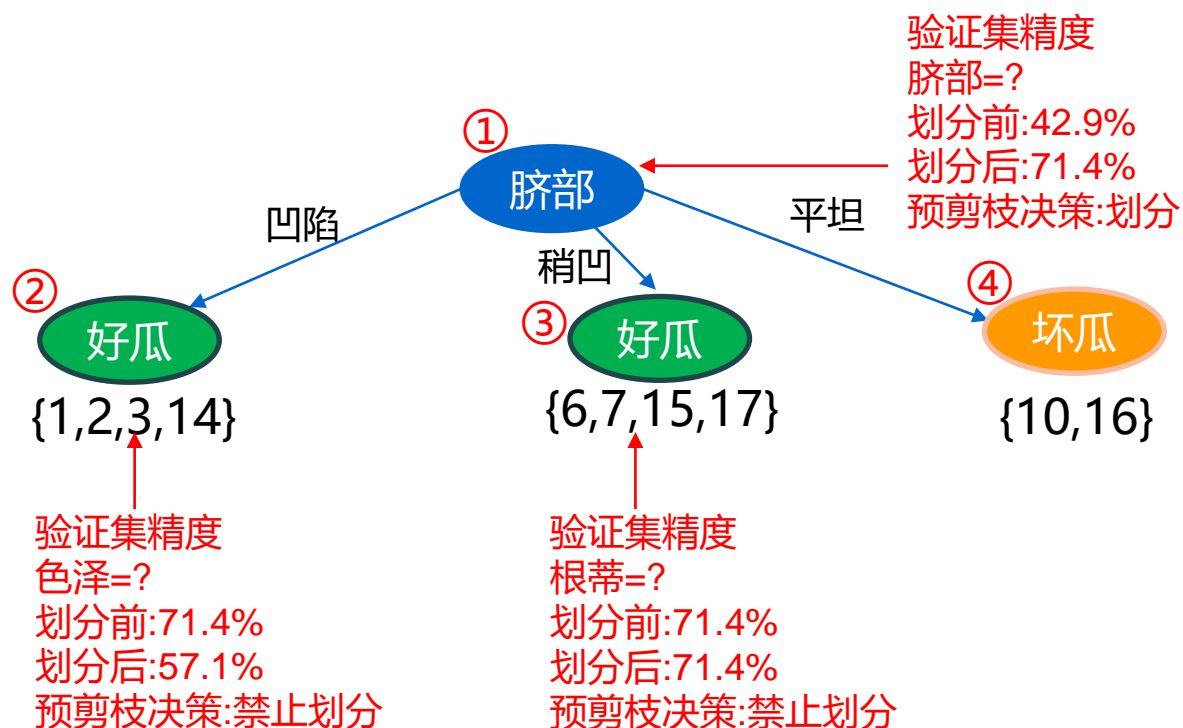 验证集精度
脐部=?
划分前:42.9%
划分后:71.4%
预剪枝决策:划分
①
脐部
凹陷
稍凹
平坦
②
好瓜
{1,2,3,14}
③
好瓜
{6,7,15,17}
④
坏瓜
{10,16}
验证集精度
色泽=?
划分前:71.4%
划分后:57.1%
预剪枝决策:禁止划分
验证集精度
根蒂=?
划分前:71.4%
划分后:71.4%
预剪枝决策:禁止划分